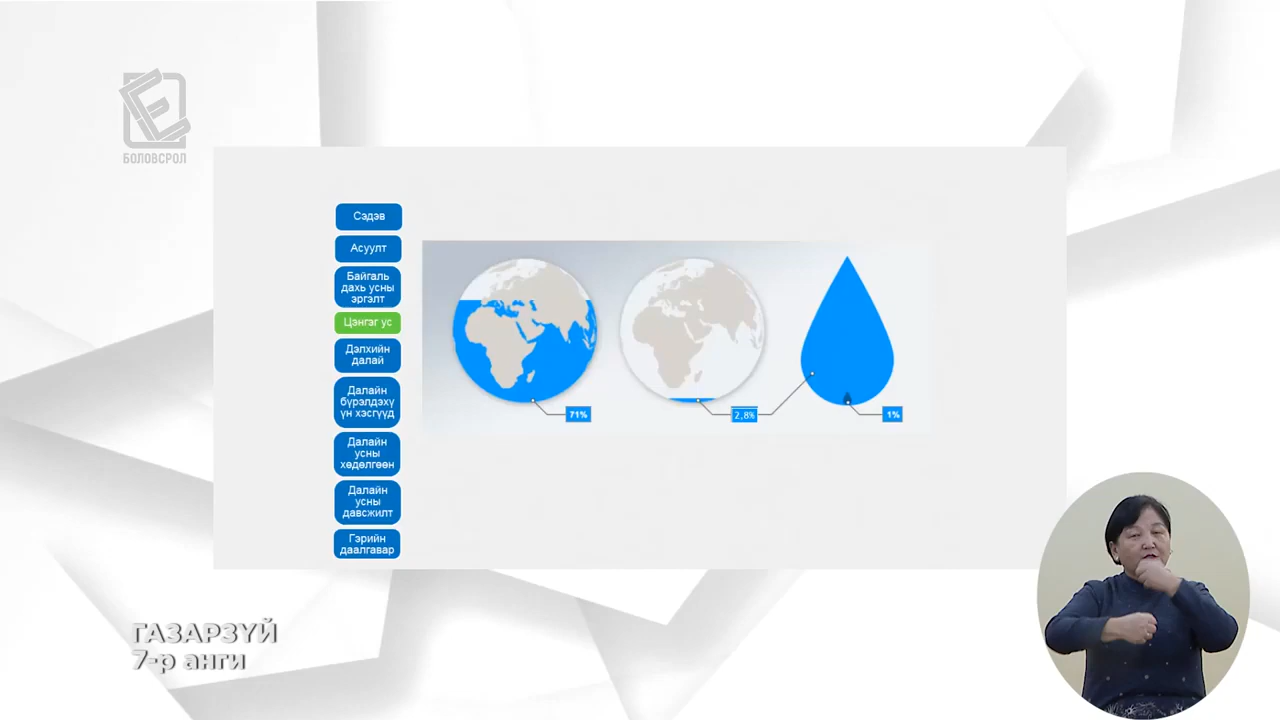 БОЛОВСРОЛ
Сэдэв
Асуулт
Байгаль
дахь усны
эргэлт
Цэнгэг ус
Дэлхийн
далай
Далайн
бүрэлдэхү
үн хэсгүүд
Далайн
усны
хөдөлгөөн
Далайн
усны
давсжилт
Гэрийн
даалгавар
71%
2,8%
1%
ГАЗАРЗҮЙ
7-р анги